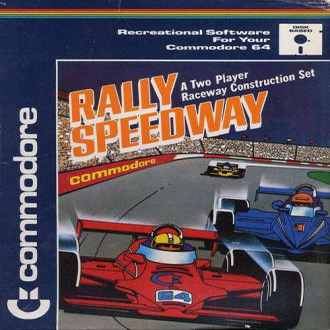 Recreational Software
For Your
Commodore 64
DISK
BASED
RALLY
SPEEDWAY
A Two Player
Raceway Construction Set
commodore
commodore
64